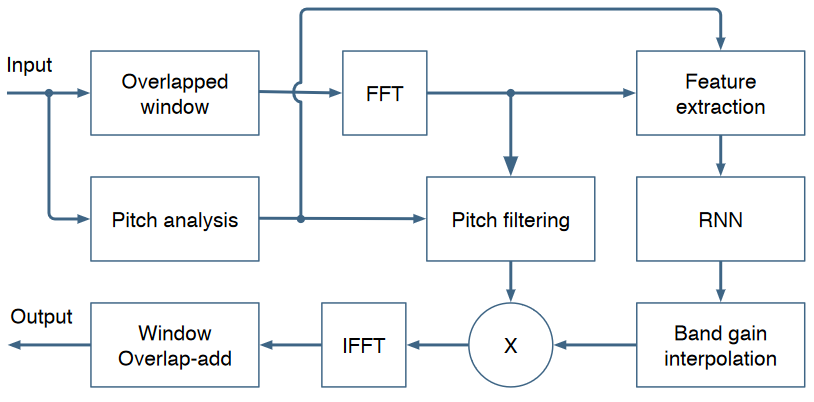 Input
Overlapped
window
FFT
Feature
extraction
Pitch analysis
Pitch filtering
RNN
Output
Window
Overlap-add
IFFT
X
Band gain
interpolation